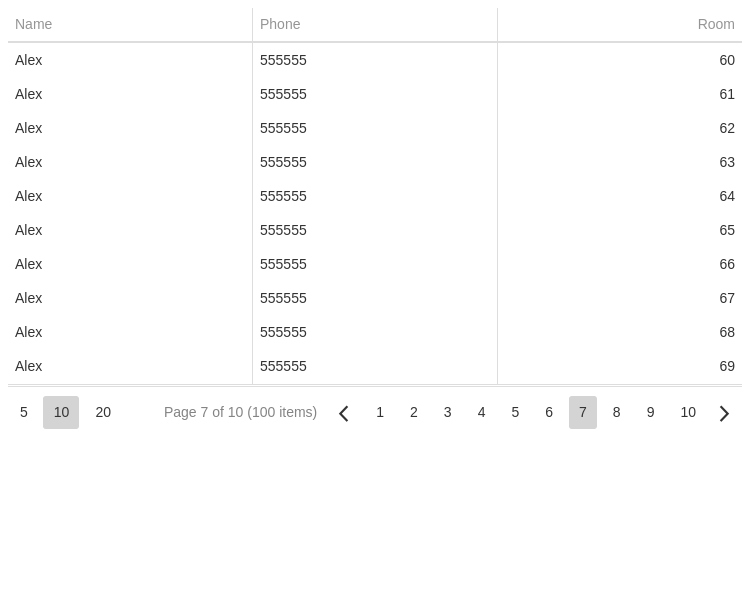 Name Phone Room
Alex 555555 60
Alex 555555 61
Alex 555555 62
Alex 555555 63
Alex 555555 64
Alex 555555 65
Alex 555555 66
Alex 555555 67
Alex 555555 68
Alex 555555 69
5 10 20 Page 7 of 10 (100 items) 1 2 3 4 5 6 7 8 9 10